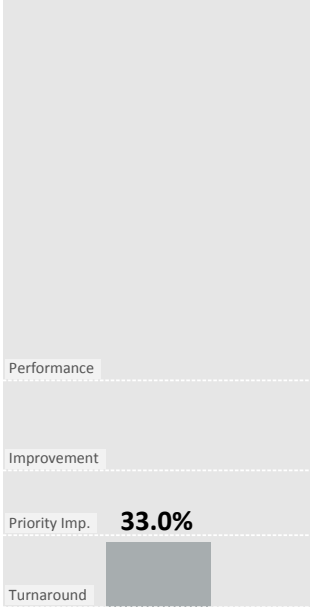 Performance
Improvement
Priority Imp. 33.0%
Turnaround